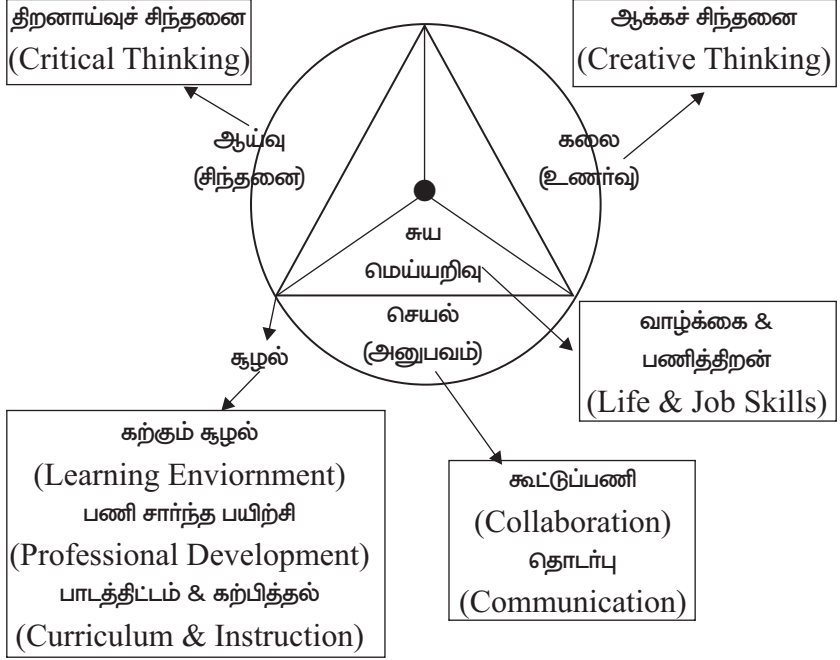 திறனாய்வுச் சிந்தனை
(Critical Thinking)
ஆக்கச் சிந்தனை
(Creative Thinking)
ஆய்வு
(சிந்தனை)
கலை
(உணர்வு)
சுய
மெய்யறிவு
செயல்
(அனுபவம்)
சூழல்
வாழ்க்கை &
பணித்திறன்
(Life & Job Skills)
கற்கும் சூழல்
(Learning Enviornment)
பணி சார்ந்த பயிற்சி
(Professional Development)
பாடத்திட்டம் & கற்பித்தல்
(Curriculum & Instruction)
கூட்டுப்பணி
(Collaboration)
தொடர்பு
(Communication)